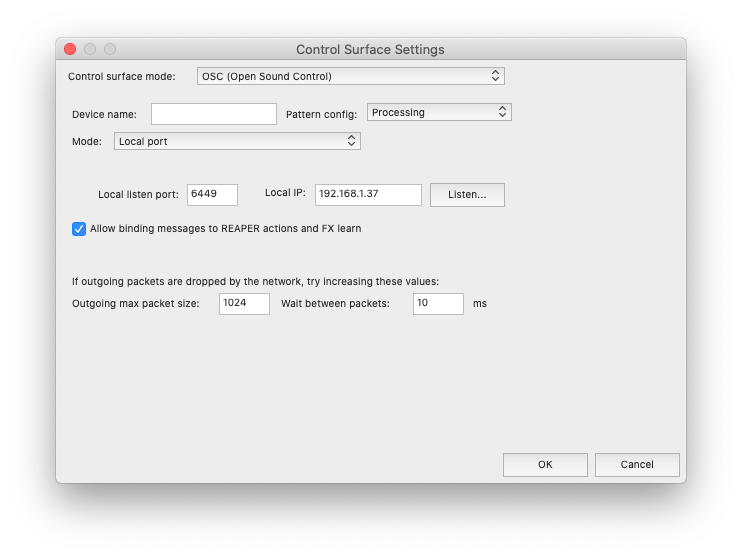 Control Surface Settings
Control surface mode: OSC (Open Sound Control)
Device name: Pattern config: Processing
Mode: Local port
Local listen port: 6449 Local IP: 192.168.1.37 Listen...
Allow binding messages to REAPER actions and FX learn
If outgoing packets are dropped by the network, try increasing these values:
Outgoing max packet size: 1024 Wait between packets: 10 ms
OK Cancel